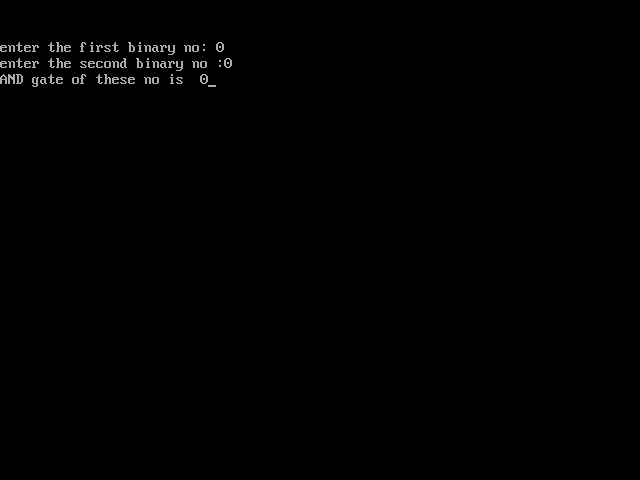 enter the first binary no: 0
enter the second binary no :0
AND gate of these no is  0_